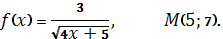 f(x) = 3/√(4x + 5), M(5; 7).